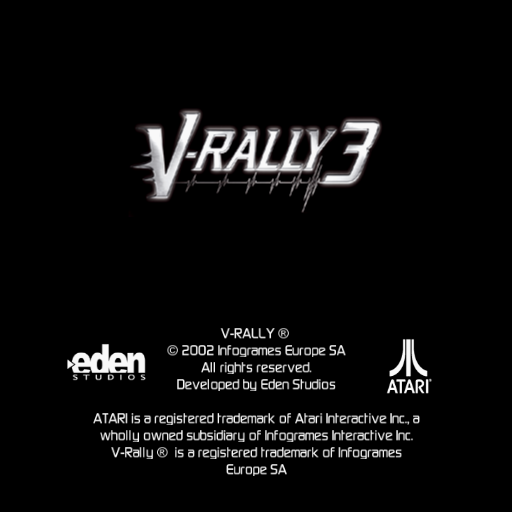 V-RALLY 3
V-RALLY ®
© 2002 Infogrames Europe SA
All rights reserved.
Developed by Eden Studios
eden
STUDIOS
ATARI®
ATARI is a registered trademark of Atari Interactive Inc., a
wholly owned subsidiary of Infogrames Interactive Inc.
V-Rally ® is a registered trademark of Infogrames
Europe SA